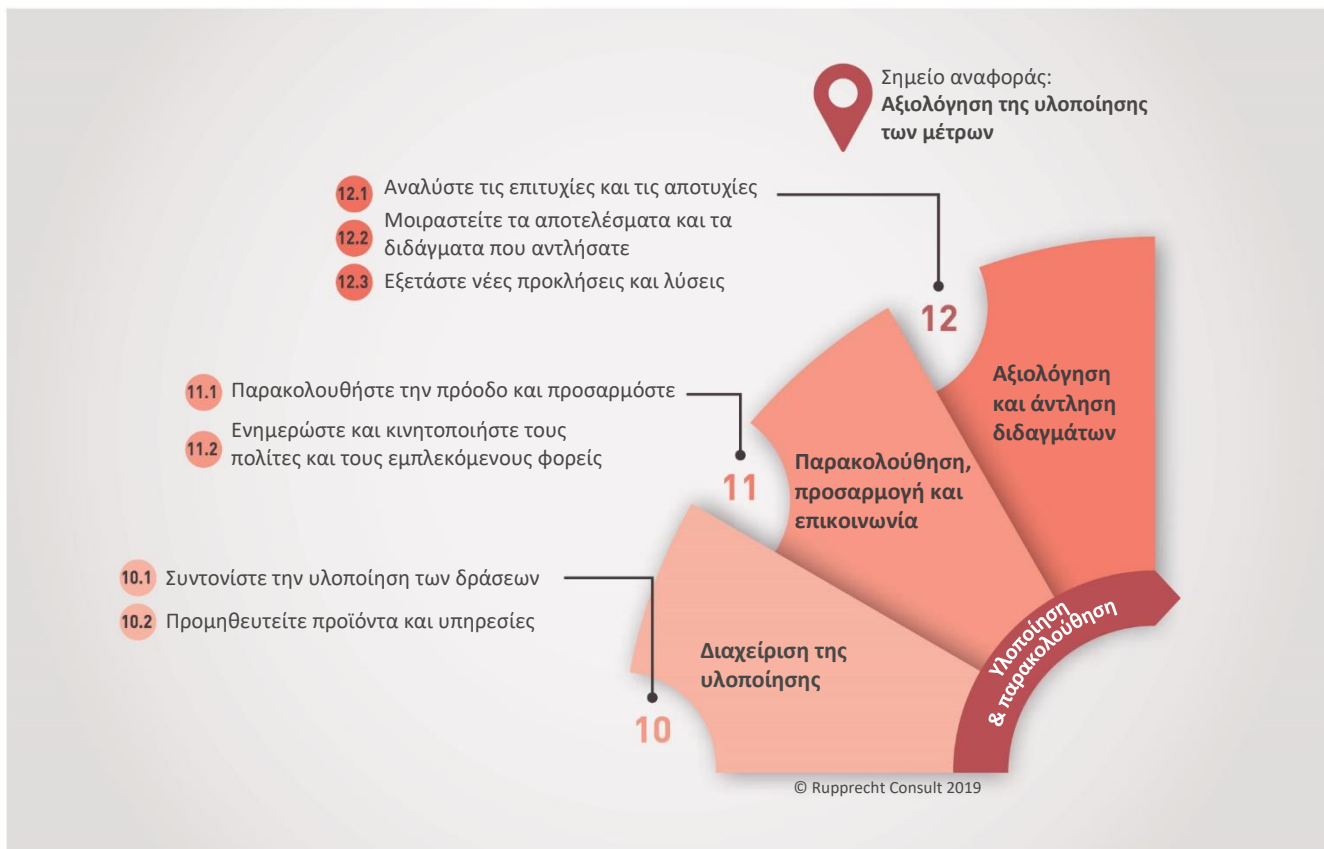 Σημείο αναφοράς:
Αξιολόγηση της υλοποίησης
των μέτρων
12.1 Αναλύστε τις επιτυχίες και τις αποτυχίες
12.2 Μοιραστείτε τα αποτελέσματα και τα
διδάγματα που αντλήσατε
12.3 Εξετάστε νέες προκλήσεις και λύσεις
12
Αξιολόγηση
και άντληση
διδαγμάτων
11.1 Παρακολουθήστε την πρόοδο και προσαρμόστε
11.2 Ενημερώστε και κινητοποιήστε τους
πολίτες και τους εμπλεκόμενους φορείς
11
Παρακολούθηση,
προσαρμογή και
επικοινωνία
10.1 Συντονίστε την υλοποίηση των δράσεων
10.2 Προμηθευτείτε προϊόντα και υπηρεσίες
10
Διαχείριση της
υλοποίησης
Υλοποίηση
& παρακολούθηση
© Rupprecht Consult 2019